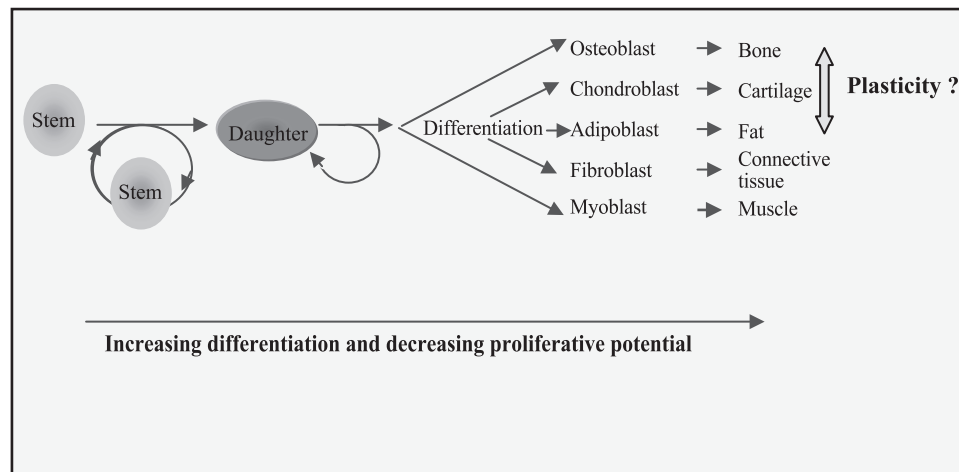 Stem
Stem
Daughter
Differentiation
Osteoblast
Bone
Chondroblast
Cartilage
Adipoblast
Fat
Fibroblast
Connective
tissue
Myoblast
Muscle
Plasticity ?
Increasing differentiation and decreasing proliferative potential